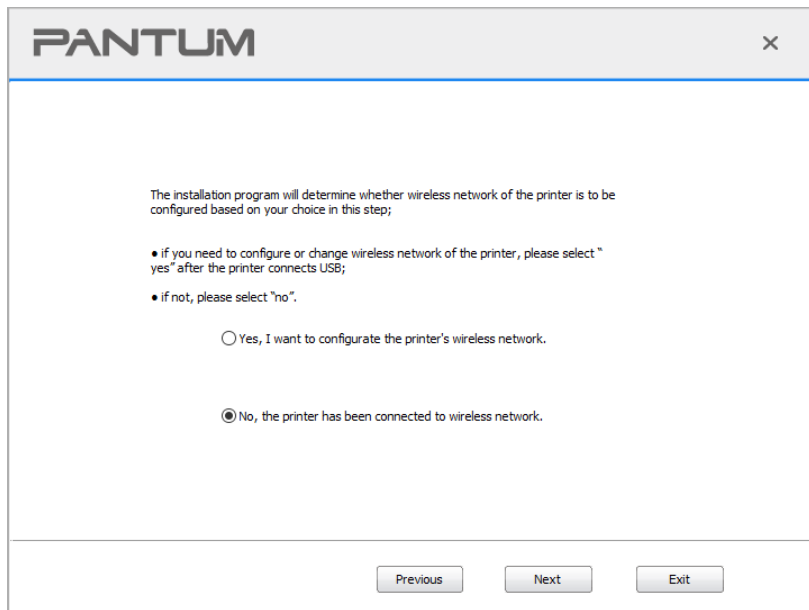 PANTUM
The installation program will determine whether wireless network of the printer is to be
configured based on your choice in this step;
● if you need to configure or change wireless network of the printer, please select “
yes” after the printer connects USB;
● if not, please select “no”.
Yes, I want to configurate the printer's wireless network.
No, the printer has been connected to wireless network.
Previous Next Exit